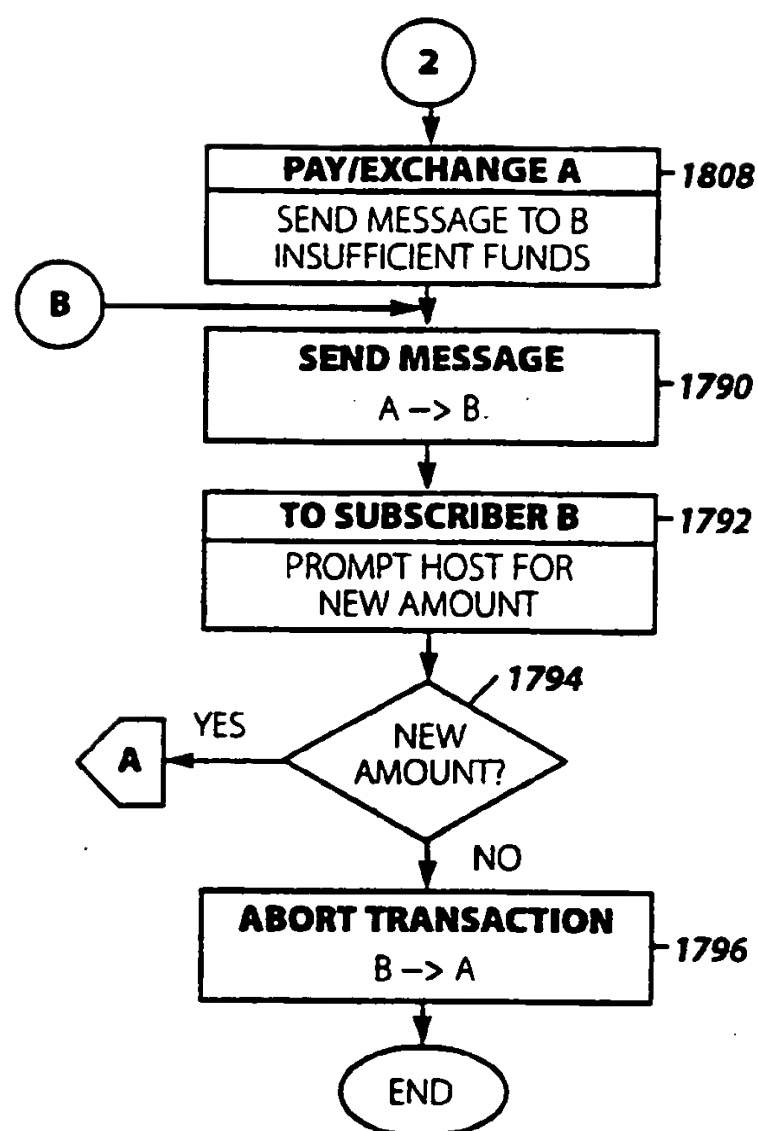 2
PAY/EXCHANGE A
1808
SEND MESSAGE TO B
INSUFFICIENT FUNDS
B
SEND MESSAGE
1790
A –> B
TO SUBSCRIBER B
1792
PROMPT HOST FOR
NEW AMOUNT
1794
YES
A
NEW
AMOUNT?
NO
ABORT TRANSACTION
1796
B –> A
END